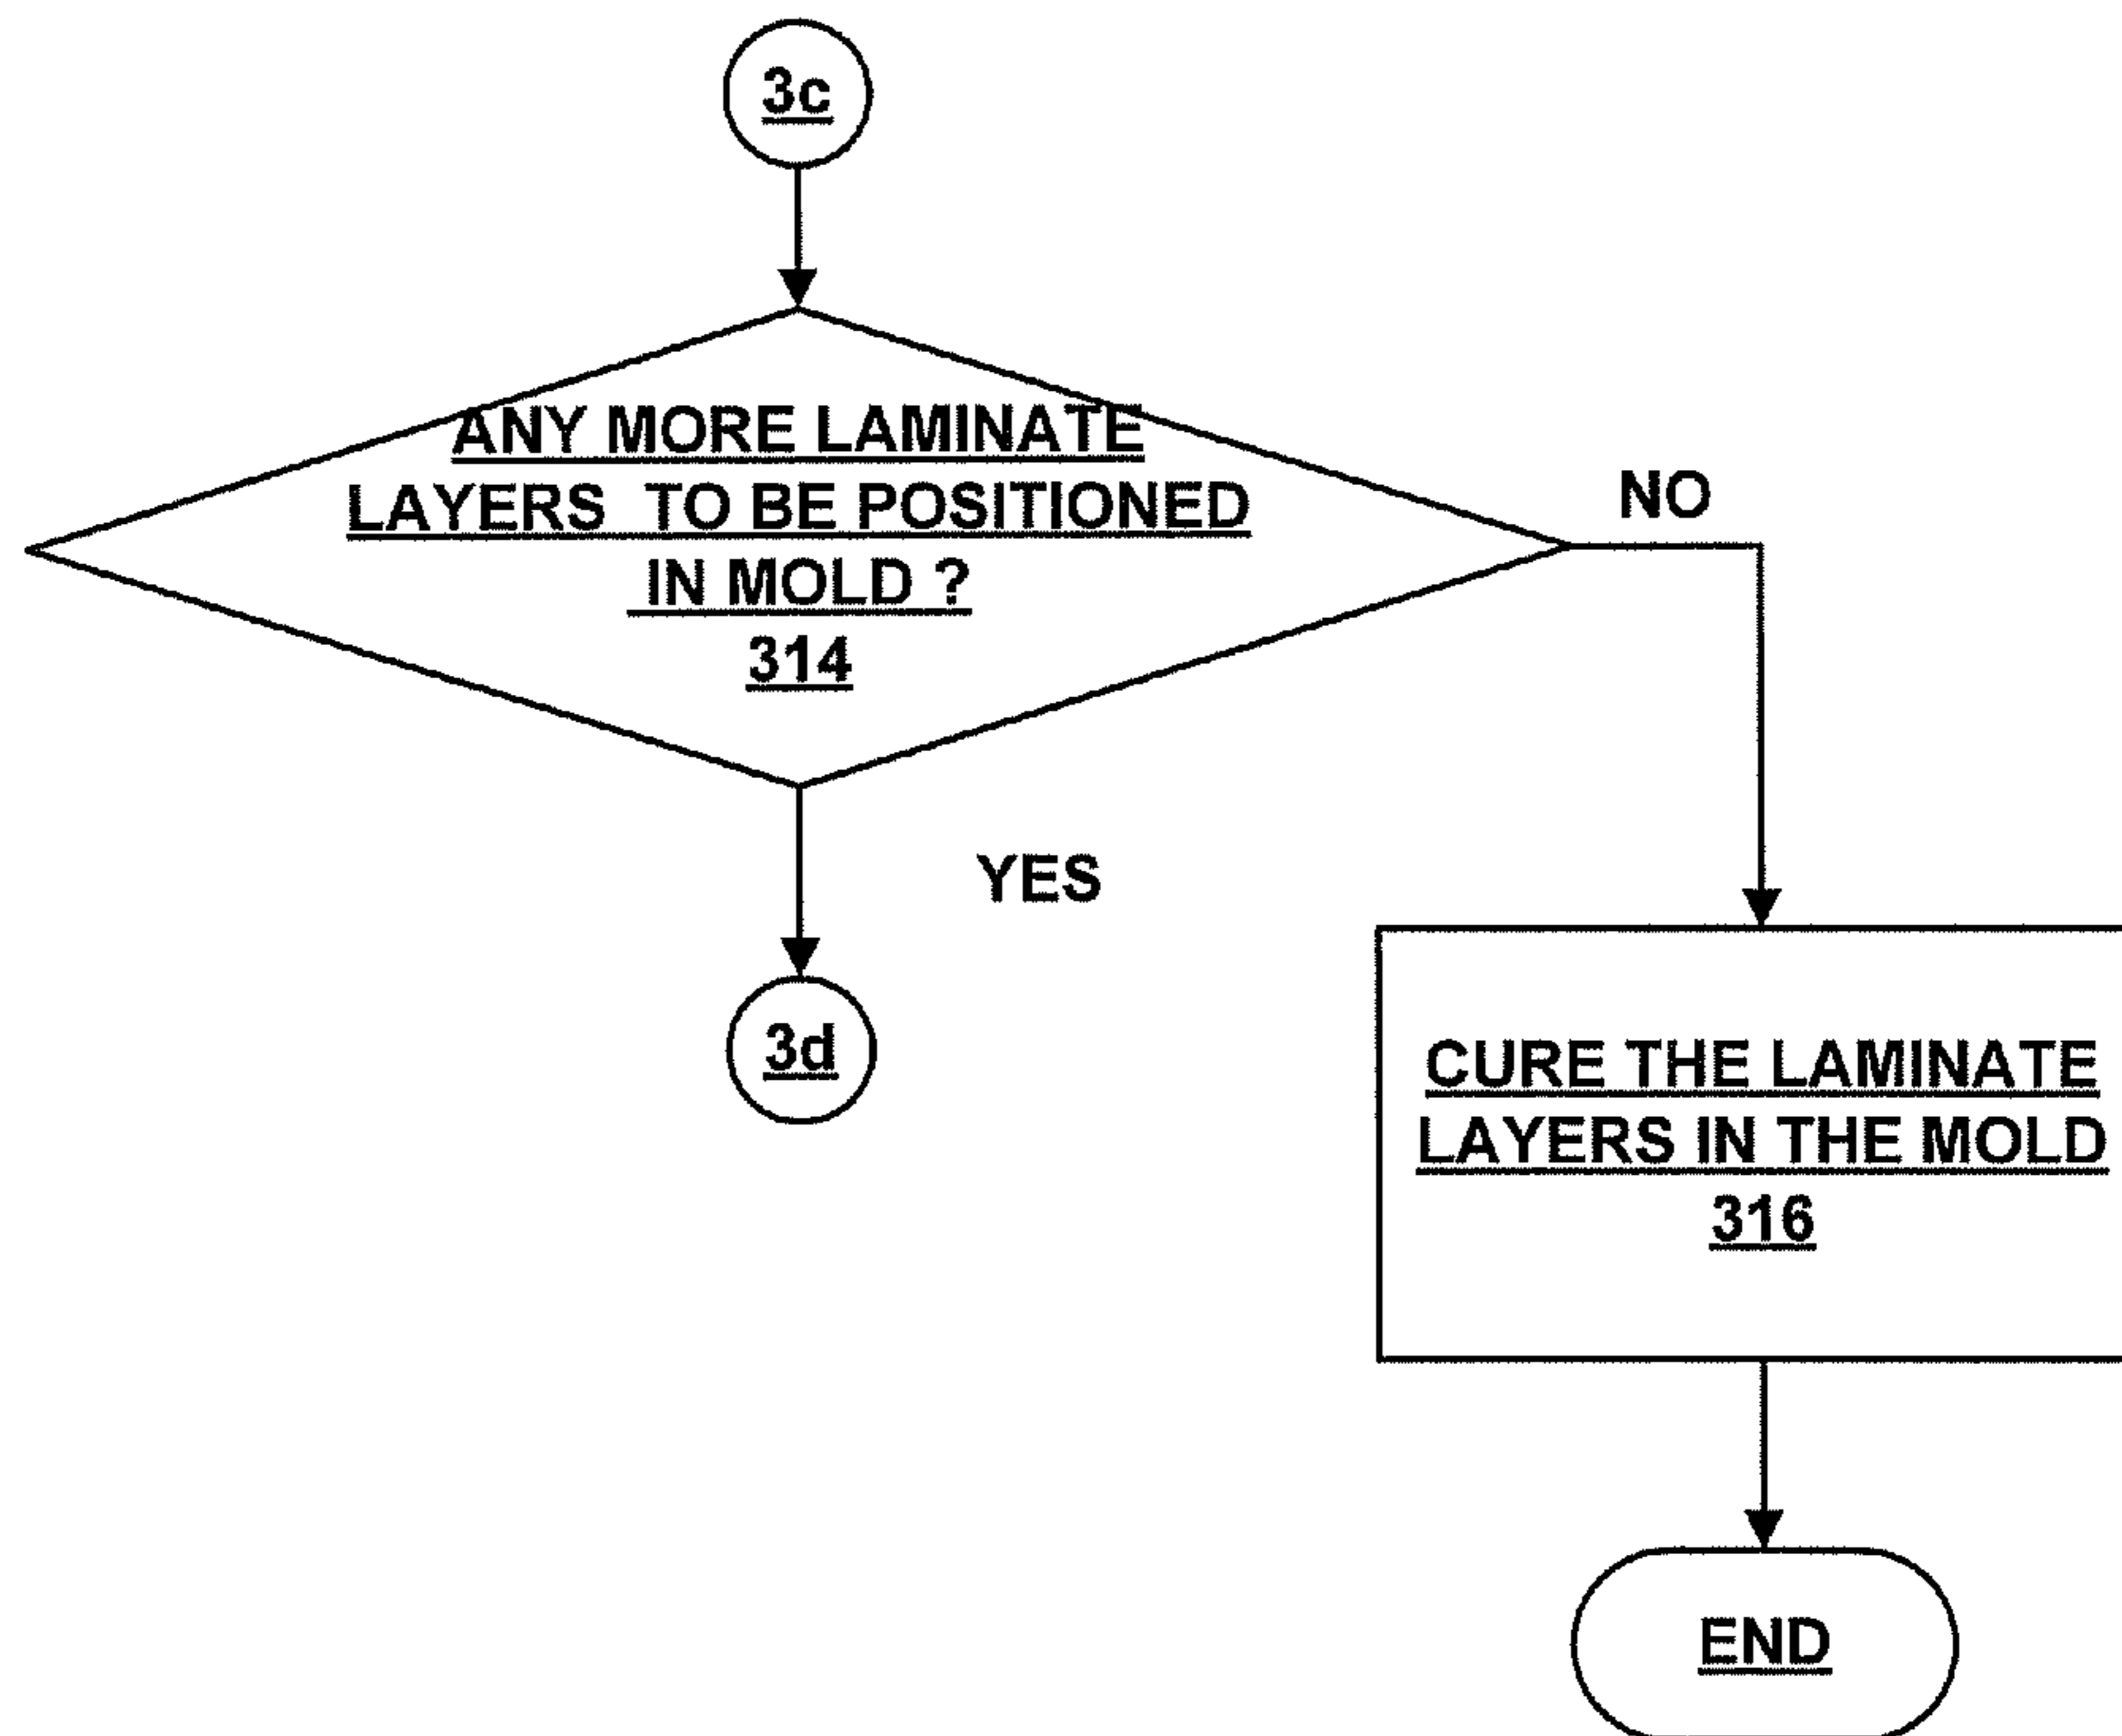 3c
ANY MORE LAMINATE
LAYERS TO BE POSITIONED
IN MOLD ?
314
NO
YES
3d
CURE THE LAMINATE
LAYERS IN THE MOLD
316
END